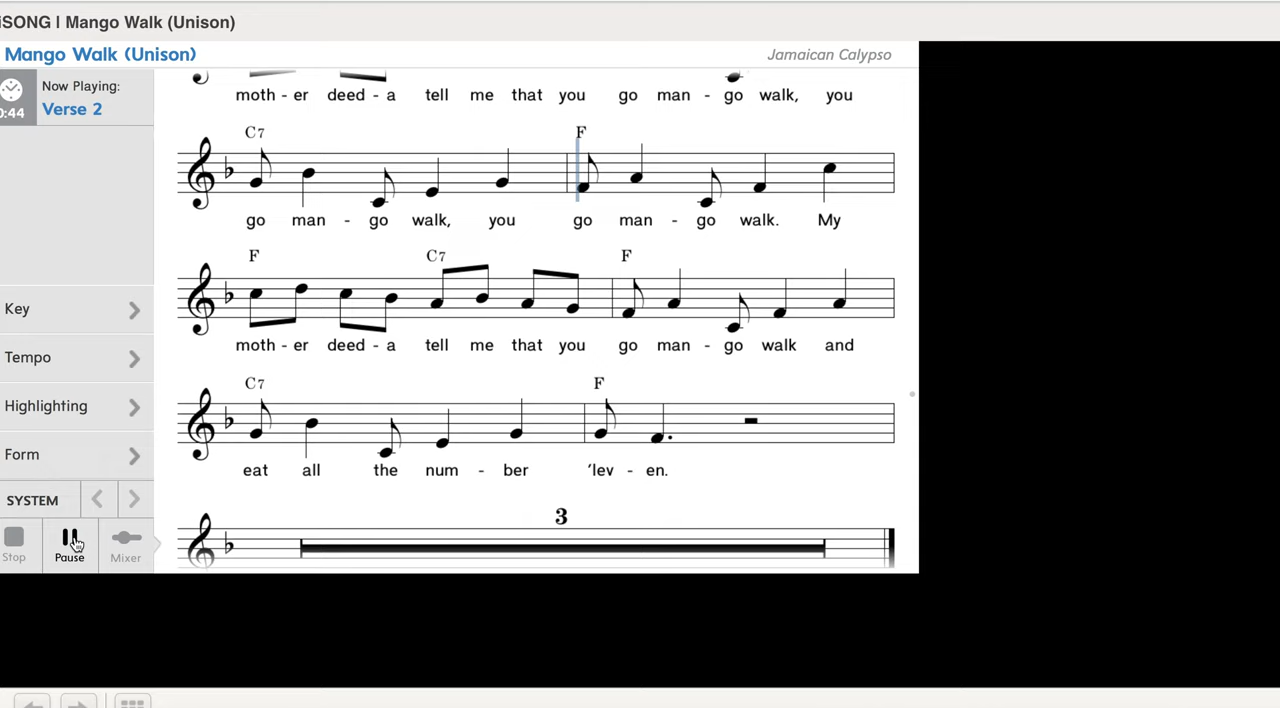 iSONG | Mango Walk (Unison)
Mango Walk (Unison)
Jamaican Calypso
Now Playing:
Verse 2
0:44
moth - er deed - a tell me that you go man - go walk, you
C7 F
go man - go walk, you go man - go walk. My
F C7 F
moth - er deed - a tell me that you go man - go walk and
C7 F
eat all the num - ber 'lev - en.
3
Key
Tempo
Highlighting
Form
SYSTEM
Stop Pause Mixer